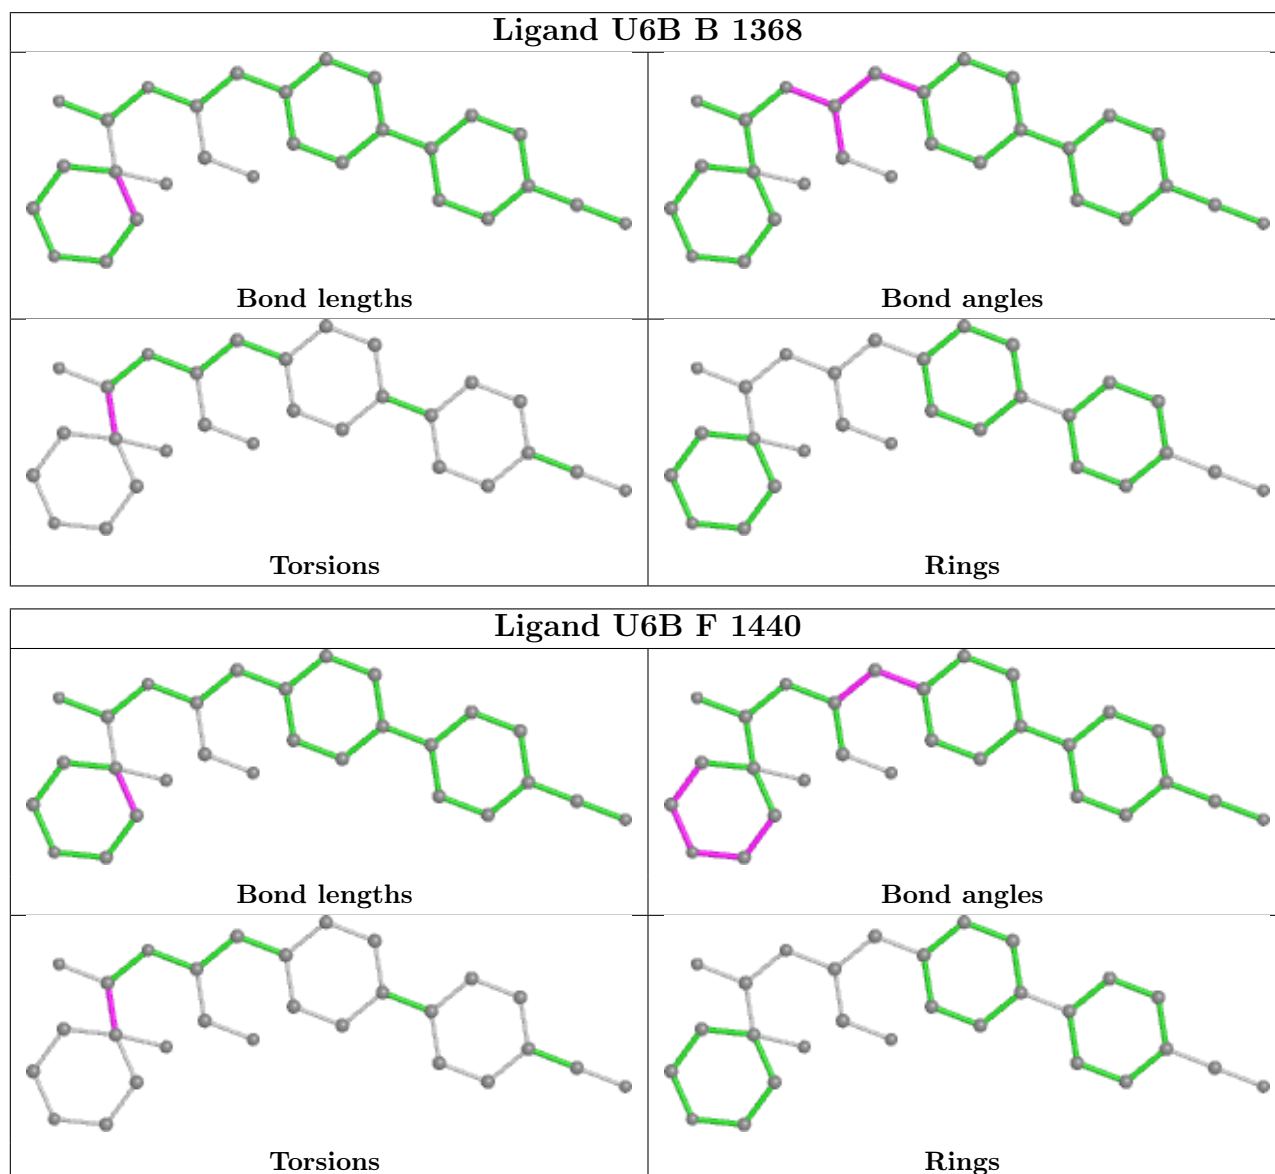 Ligand U6B B 1368
Bond lengths
Bond angles
Torsions
Rings
Ligand U6B F 1440
Bond lengths
Bond angles
Torsions
Rings